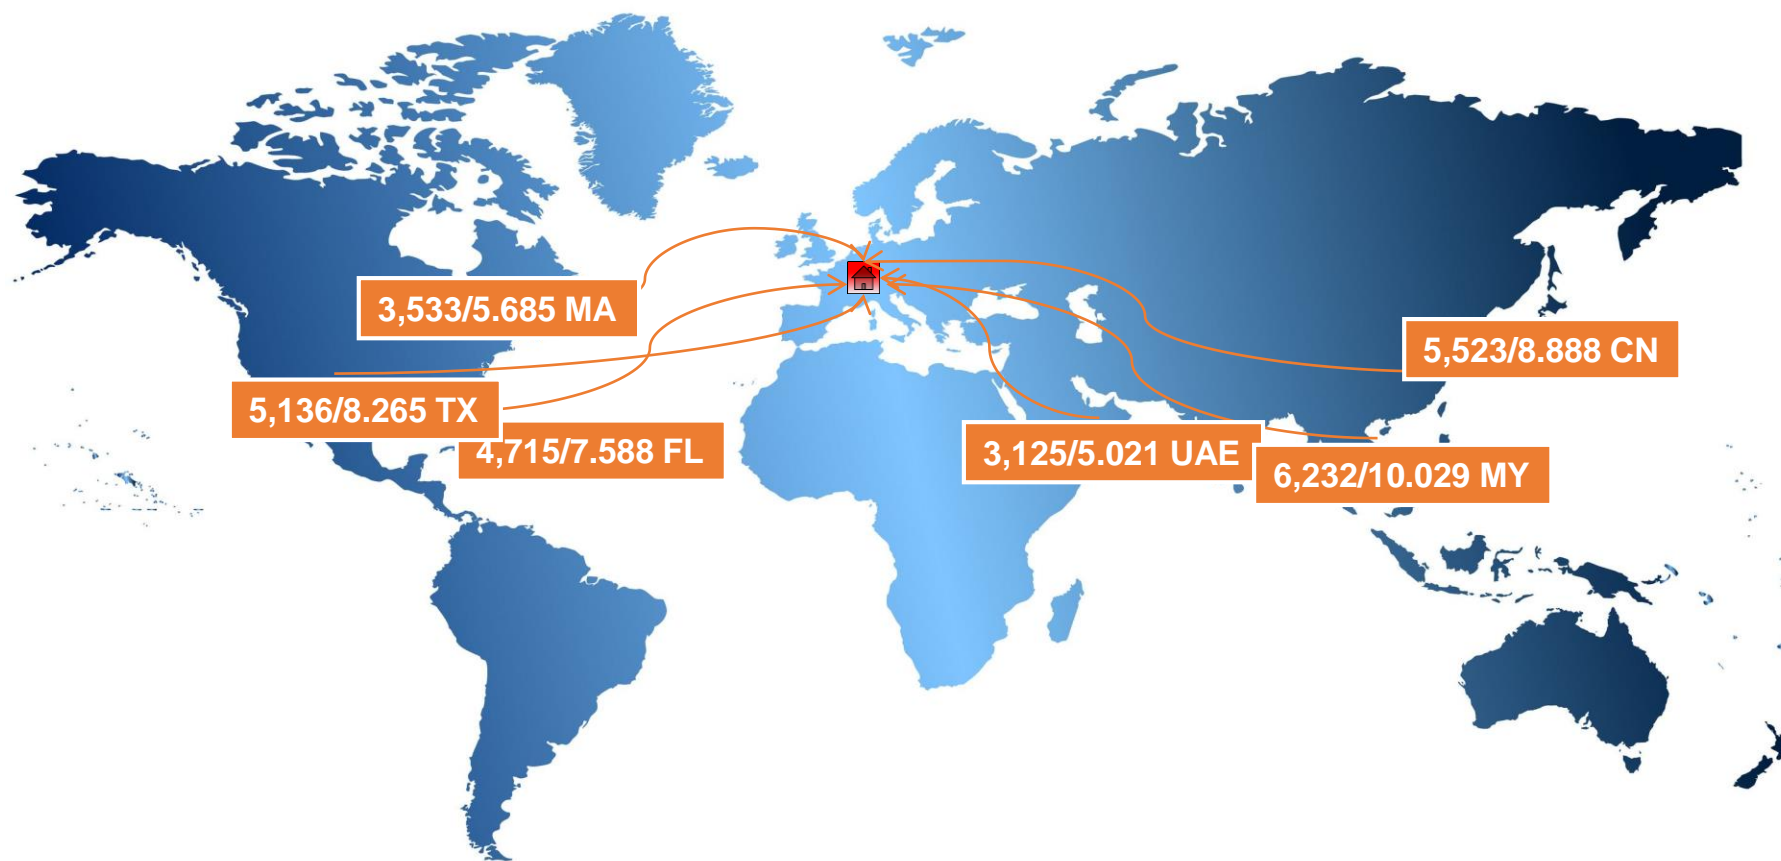 3,533/5.685 MA
5,523/8.888 CN
5,136/8.265 TX
4,715/7.588 FL
3,125/5.021 UAE
6,232/10.029 MY